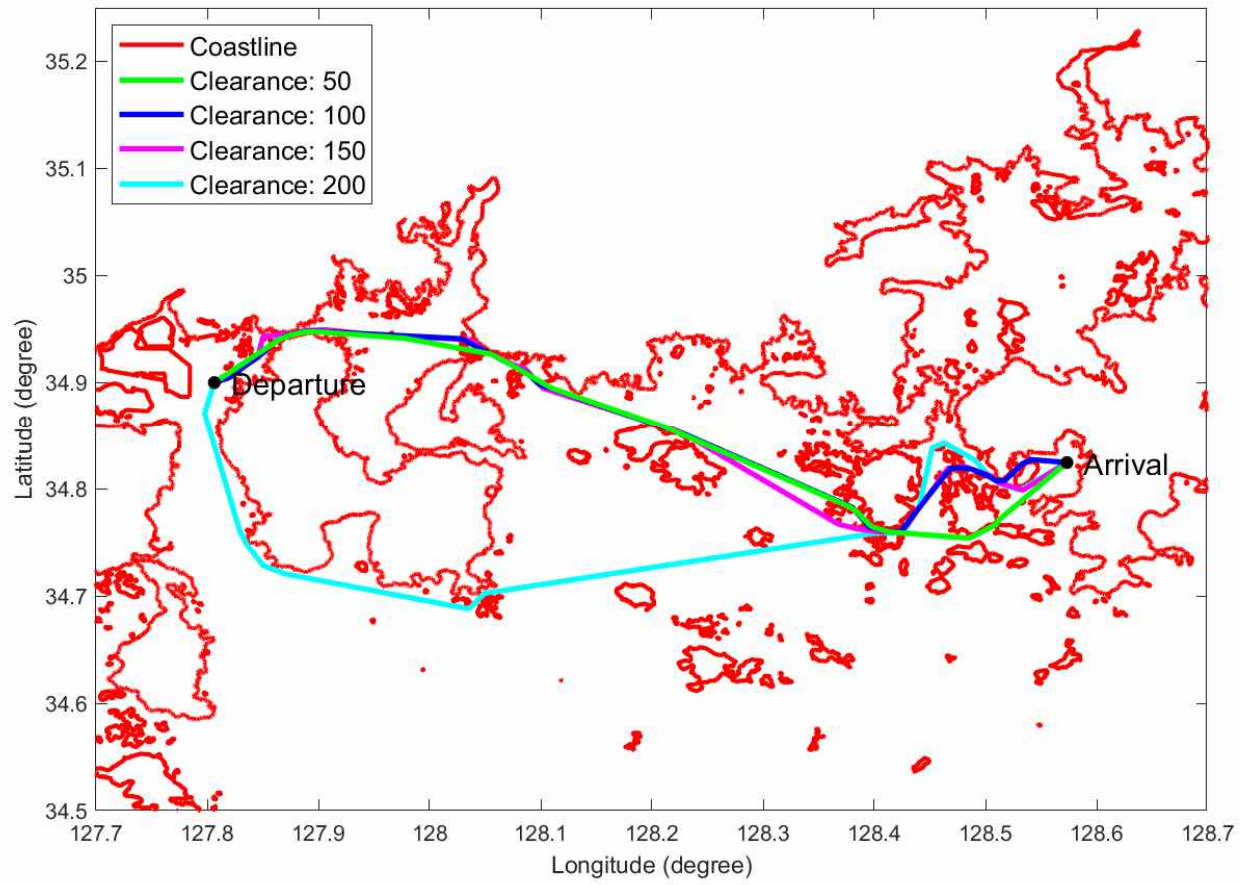 Coastline
Clearance: 50
Clearance: 100
Clearance: 150
Clearance: 200
35.2
35.1
35
34.9
34.8
34.7
34.6
34.5
Latitude (degree)
Departure
Arrival
127.7 127.8 127.9 128 128.1 128.2 128.3 128.4 128.5 128.6 128.7
Longitude (degree)